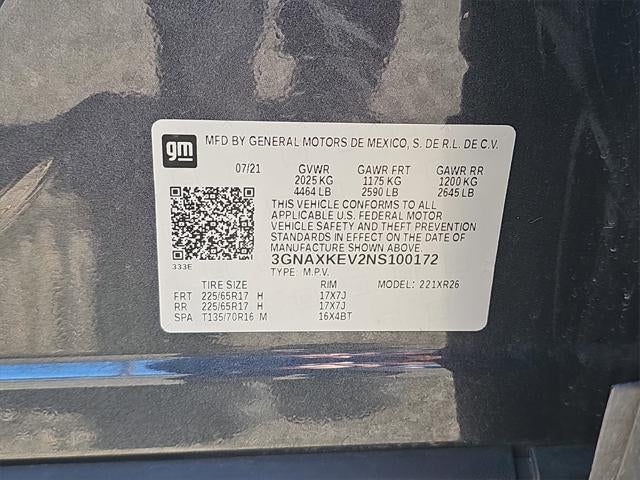 gm
MFD BY GENERAL MOTORS DE MEXICO, S. DE R.L. DE C.V.
07/21 GVWR GAWR FRT GAWR RR
2025 KG 1175 KG 1200 KG
4464 LB 2590 LB 2645 LB
THIS VEHICLE CONFORMS TO ALL
APPLICABLE U.S. FEDERAL MOTOR
VEHICLE SAFETY AND THEFT PREVENTION
STANDARDS IN EFFECT ON THE DATE OF
MANUFACTURE SHOWN ABOVE.
333E 3GNAXKEV2NS100172
TYPE: M.P.V.
TIRE SIZE RIM MODEL: 221XR26
FRT 225/65R17 H 17X7J
RR 225/65R17 H 17X7J
SPA T135/70R16 M 16X4BT